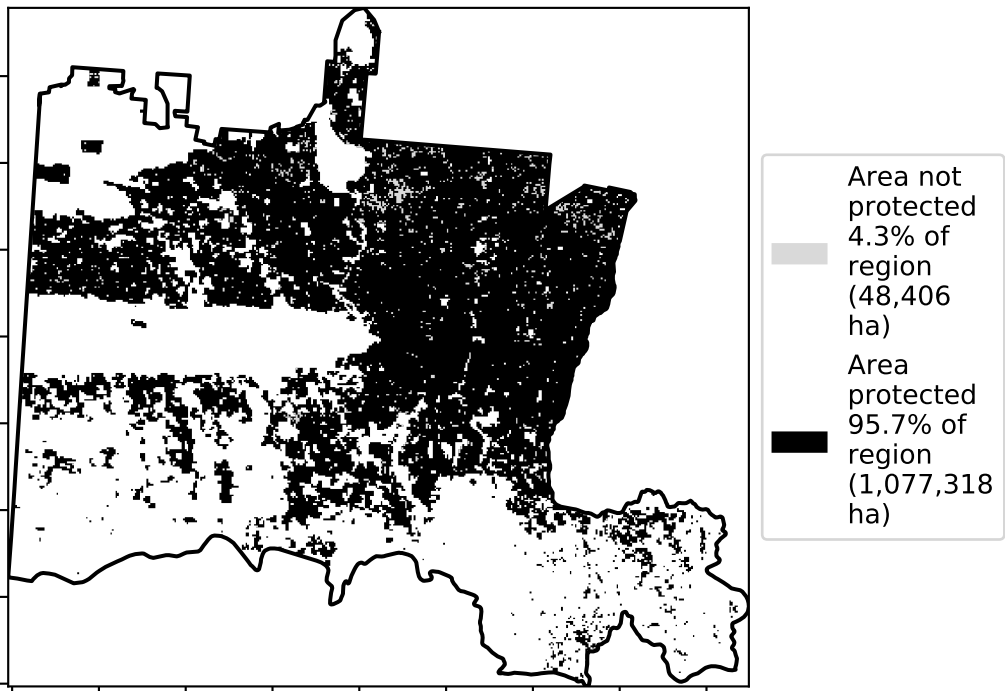 Area not
protected
4.3% of
region
(48,406
ha)
Area
protected
95.7% of
region
(1,077,318
ha)